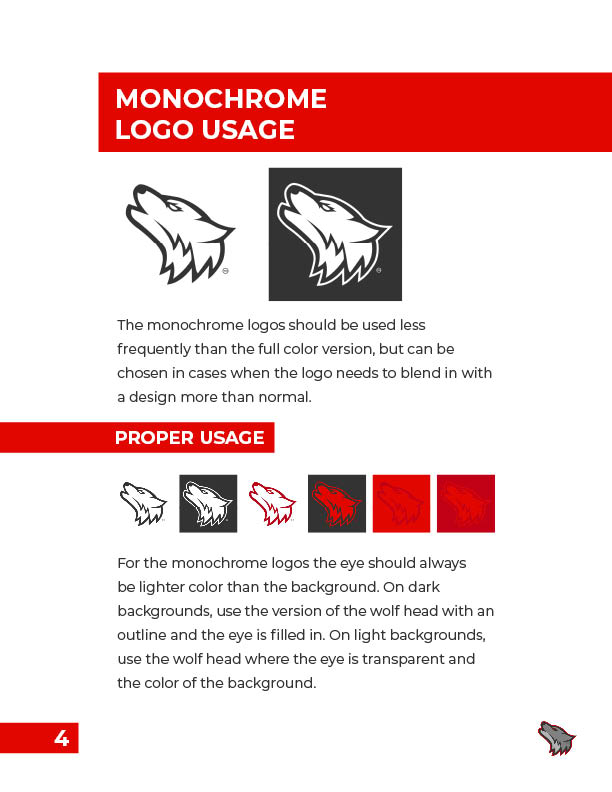 MONOCHROME
LOGO USAGE
The monochrome logos should be used less
frequently than the full color version, but can be
chosen in cases when the logo needs to blend in with
a design more than normal.
PROPER USAGE
For the monochrome logos the eye should always
be lighter color than the background. On dark
backgrounds, use the version of the wolf head with an
outline and the eye is filled in. On light backgrounds,
use the wolf head where the eye is transparent and
the color of the background.
4